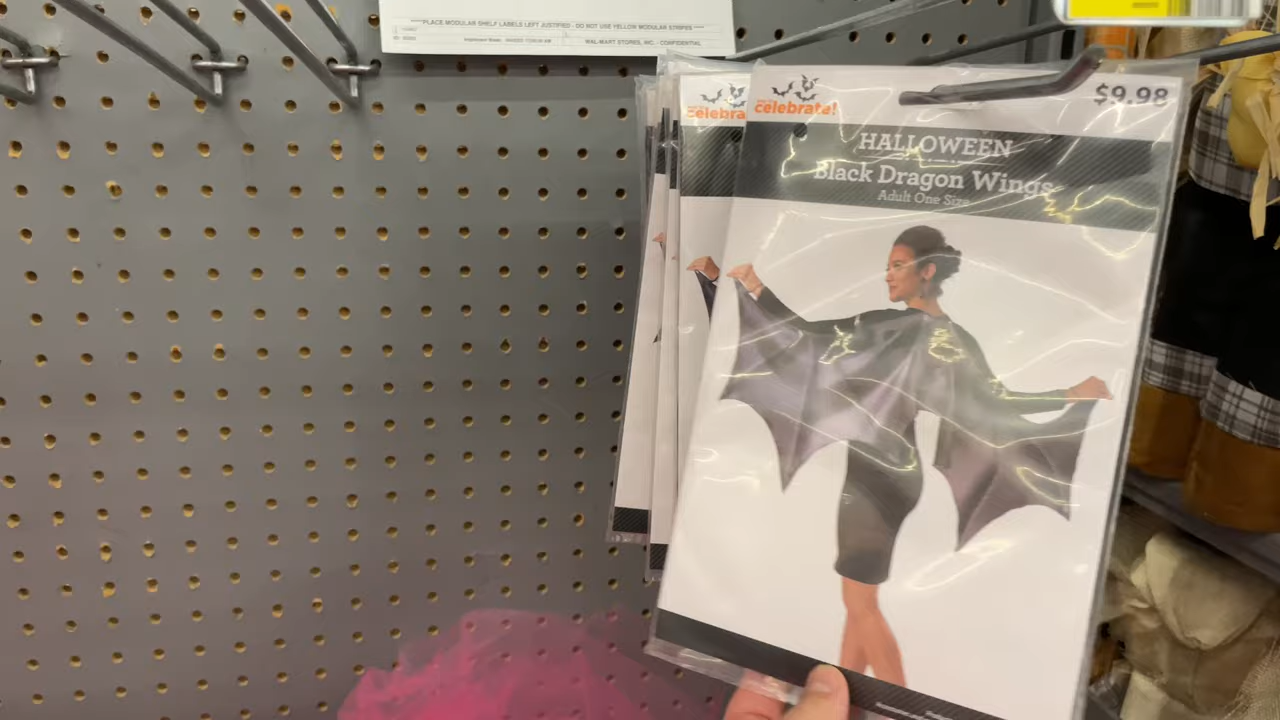 ***PLACE MODULAR SHELF LABELS LEFT JUSTIFIED - DO NOT USE YELLOW MODULAR STRIPES***
WAL-MART STORES, INC. - CONFIDENTIAL
celebra
celebrate!
$9.98
HALLOWEEN
Black Dragon Wings
Adult One Size